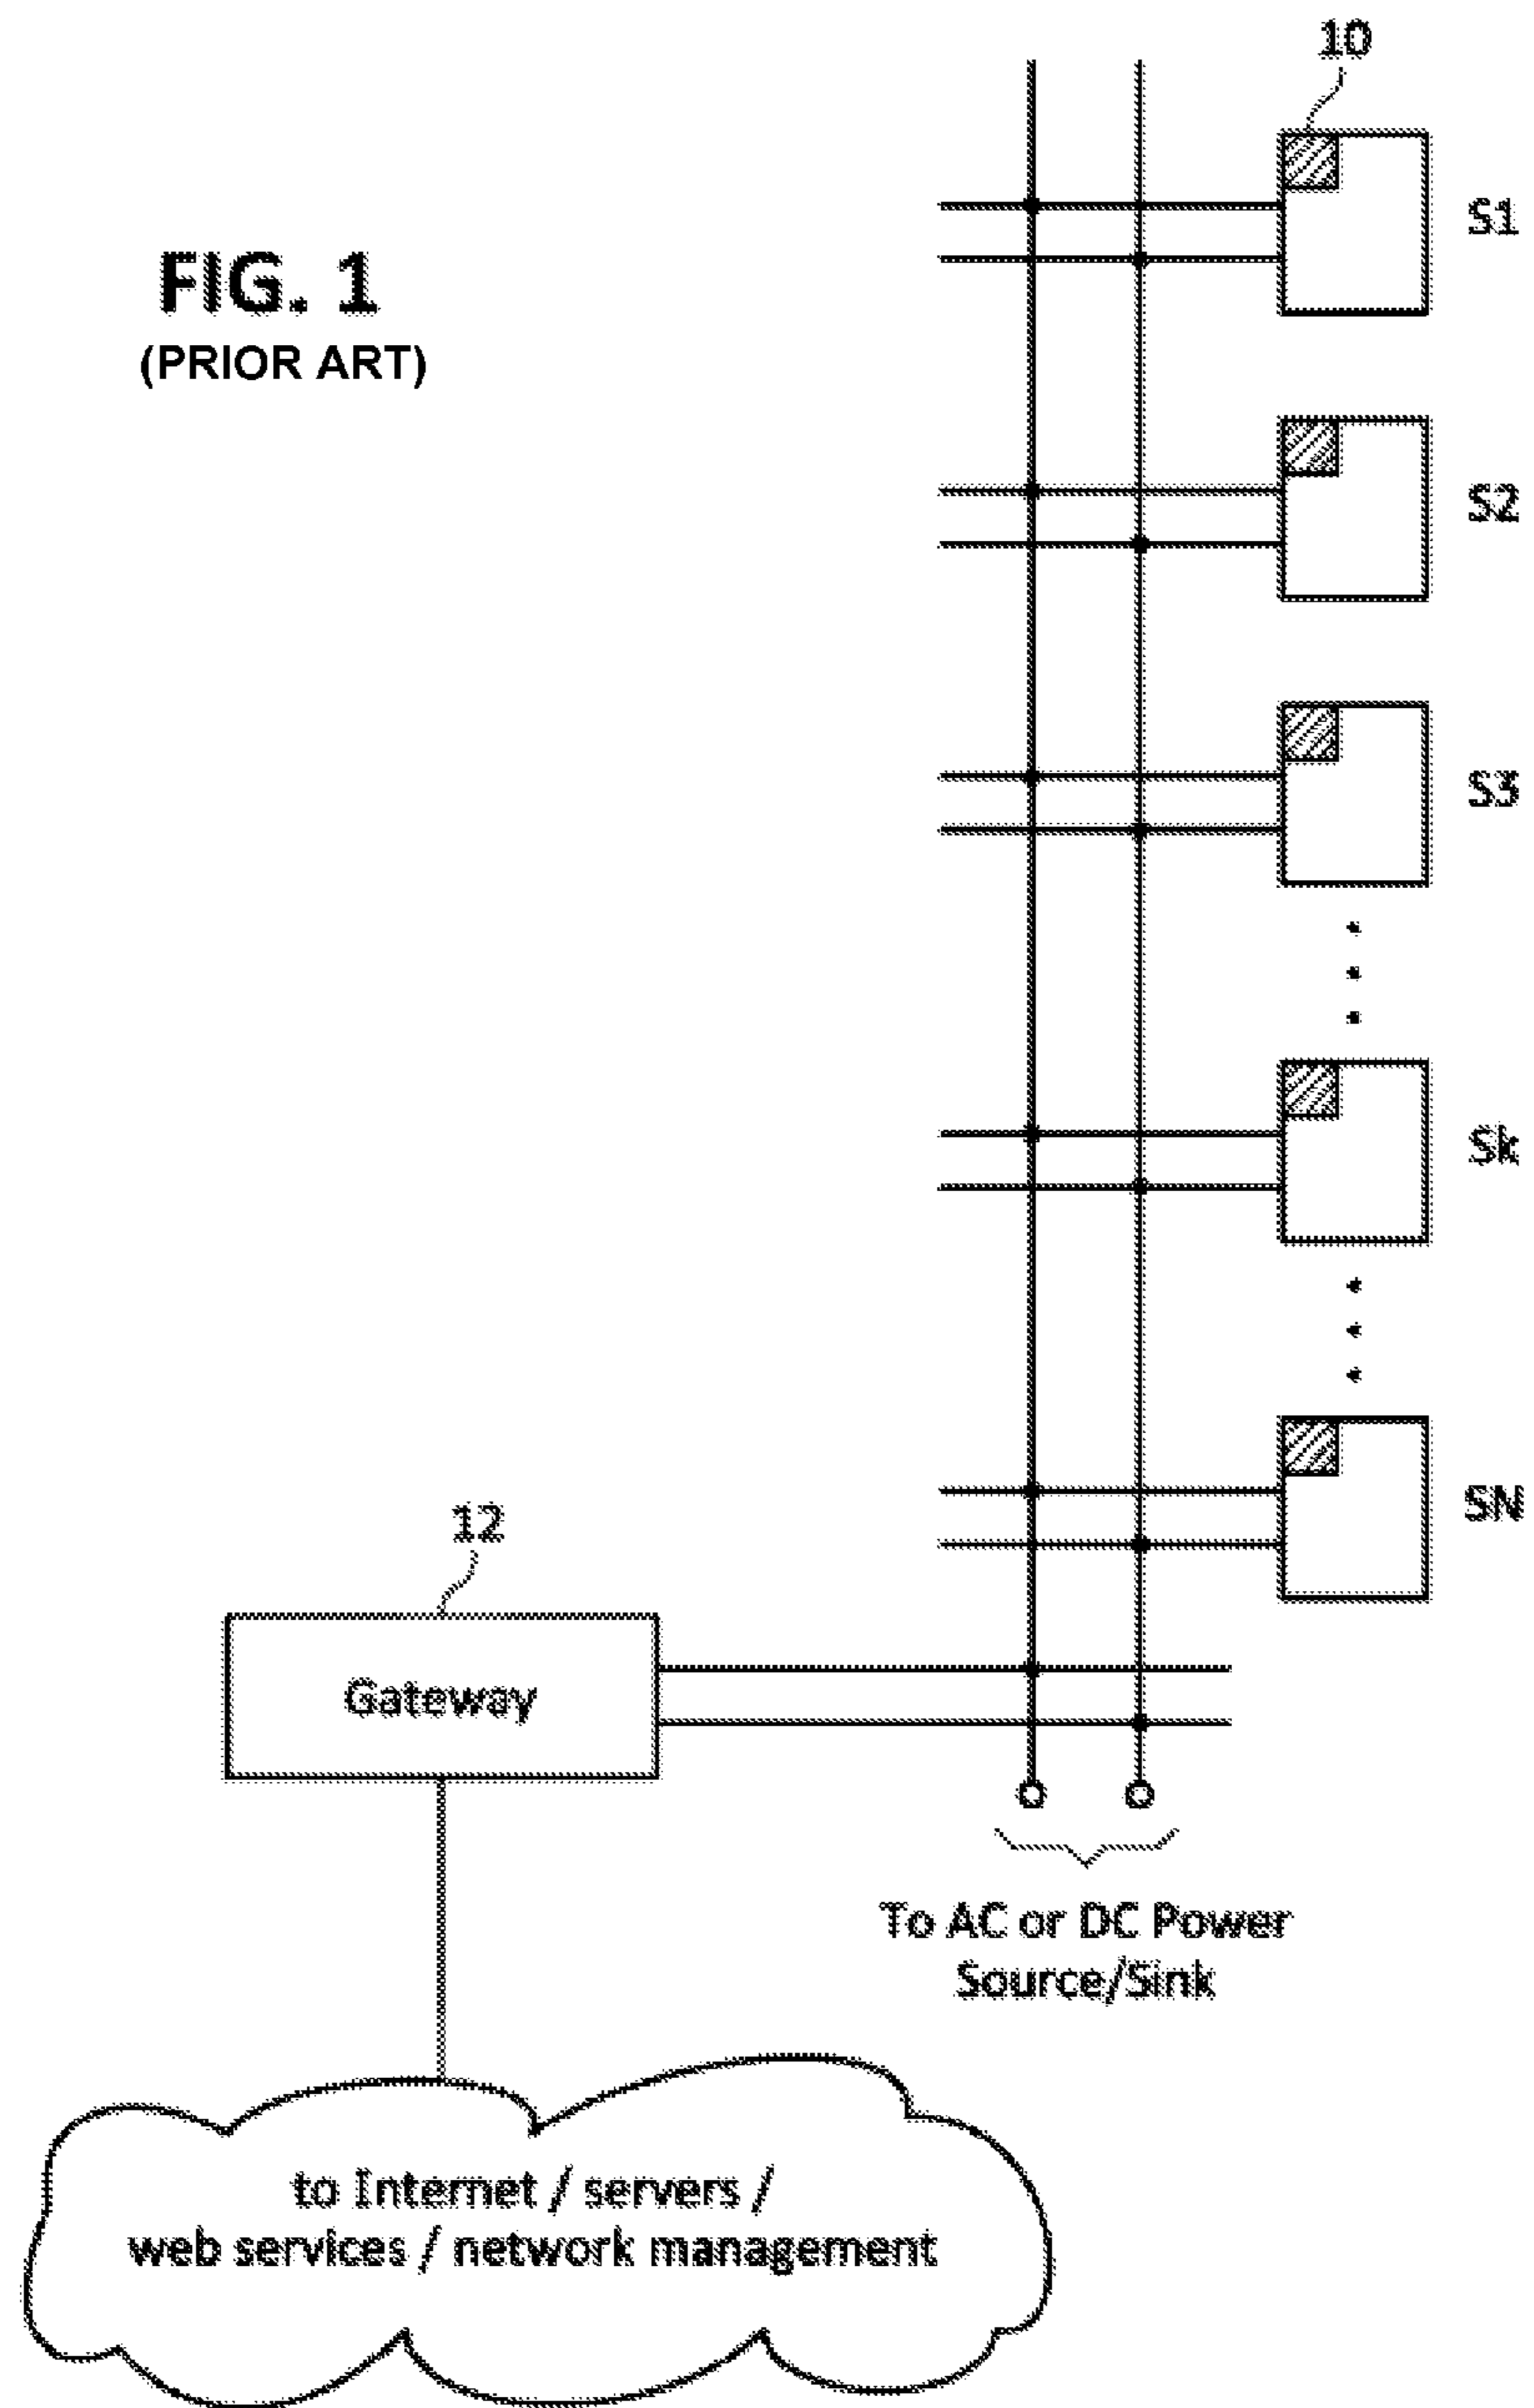 10
S1
FIG. 1
(PRIOR ART)
S2
S3
Sk
SN
12
Gateway
To AC or DC Power
Source/Sink
to Internet / servers /
web services / network management